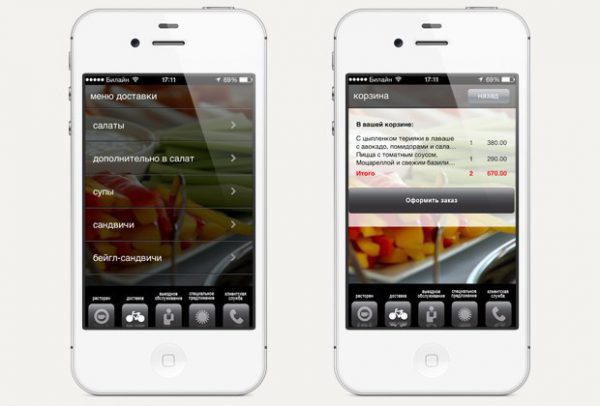 Билайн 17:11 69%
меню доставки
салаты
дополнительно в салат
супы
сандвичи
бейгл-сандвичи
ресторан доставка выездное обслуживание специальное предложение клиентская служба
Билайн 17:13 69%
корзина назад
В вашей корзине:
С цыпленком терияки в лаваше
с авокадо, помидорами и сала... 1 380.00
Пицца с томатным соусом.
Моцареллой и свежим базили... 1 290.00
Итого 2 670.00
Оформить заказ
ресторан доставка выездное обслуживание специальное предложение клиентская служба